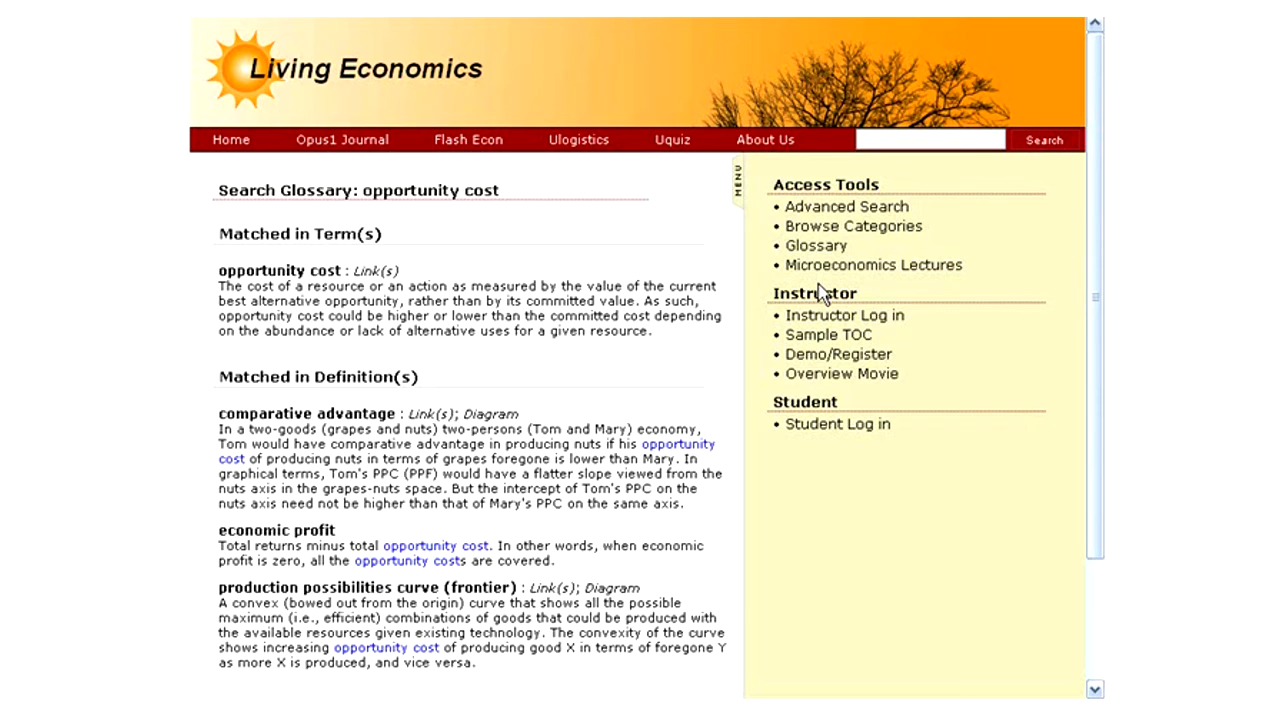 Living Economics
Home Opus1 Journal Flash Econ Ulogistics Uquiz About Us Search
Search Glossary: opportunity cost
Matched in Term(s)
opportunity cost : Link(s)
The cost of a resource or an action as measured by the value of the current
best alternative opportunity, rather than by its committed value. As such,
opportunity cost could be higher or lower than the committed cost depending
on the abundance or lack of alternative uses for a given resource.
Matched in Definition(s)
comparative advantage : Link(s); Diagram
In a two-goods (grapes and nuts) two-persons (Tom and Mary) economy,
Tom would have comparative advantage in producing nuts if his opportunity
cost of producing nuts in terms of grapes foregone is lower than Mary. In
graphical terms, Tom's PPC (PPF) would have a flatter slope viewed from the
nuts axis in the grapes-nuts space. But the intercept of Tom's PPC on the
nuts axis need not be higher than that of Mary's PPC on the same axis.
economic profit
Total returns minus total opportunity cost. In other words, when economic
profit is zero, all the opportunity costs are covered.
production possibilities curve (frontier) : Link(s); Diagram
A convex (bowed out from the origin) curve that shows all the possible
maximum (i.e., efficient) combinations of goods that could be produced with
the available resources given existing technology. The convexity of the curve
shows increasing opportunity cost of producing good X in terms of foregone Y
as more X is produced, and vice versa.
MENU
Access Tools
• Advanced Search
• Browse Categories
• Glossary
• Microeconomics Lectures
Instructor
• Instructor Log in
• Sample TOC
• Demo/Register
• Overview Movie
Student
• Student Log in